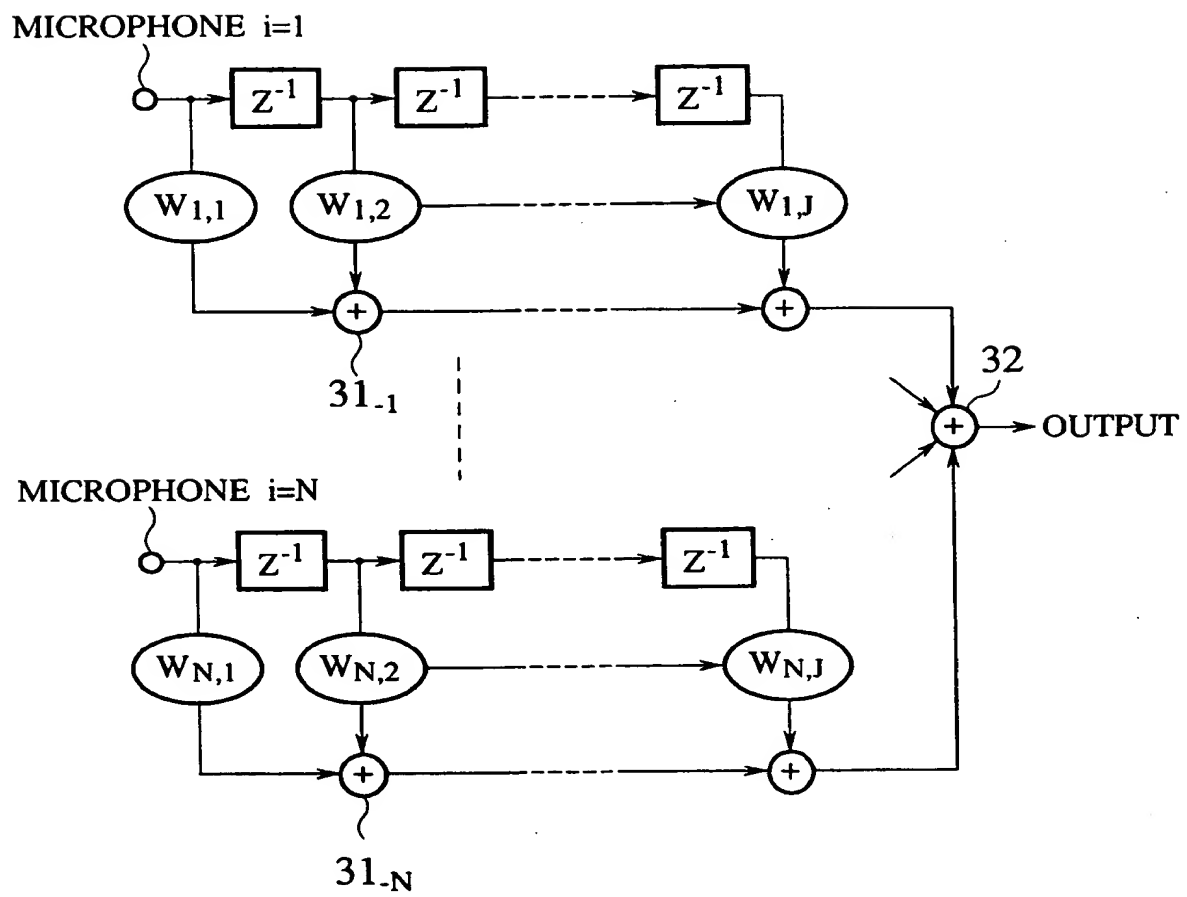 MICROPHONE i=1
Z⁻¹ Z⁻¹ Z⁻¹
W1,1 W1,2 W1,J
+ +
31-1
32
+ OUTPUT
MICROPHONE i=N
Z⁻¹ Z⁻¹ Z⁻¹
WN,1 WN,2 WN,J
+ +
31-N